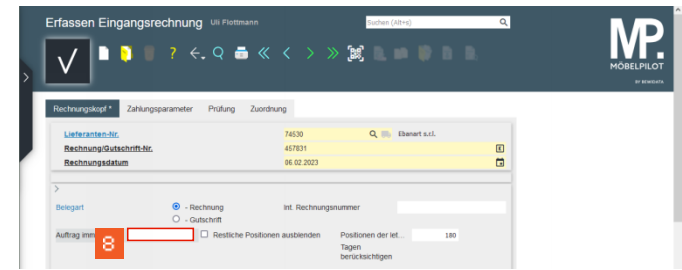 Erfassen Eingangsrechnung Uli Flottmann
Suchen (Alt+s)
MP.
MÖBELPILOT
BY BEWIDATA
Rechnungskopf * Zahlungsparameter Prüfung Zuordnung
Lieferanten-Nr. 74530 Ebanart s.r.l.
Rechnung/Gutschrift-Nr. 457831
Rechnungsdatum 06.02.2023
Belegart - Rechnung Int. Rechnungsnummer
- Gutschrift
Auftrag imm 8 Restliche Positionen ausblenden Positionen der let... 180
Tagen
berücksichtigen